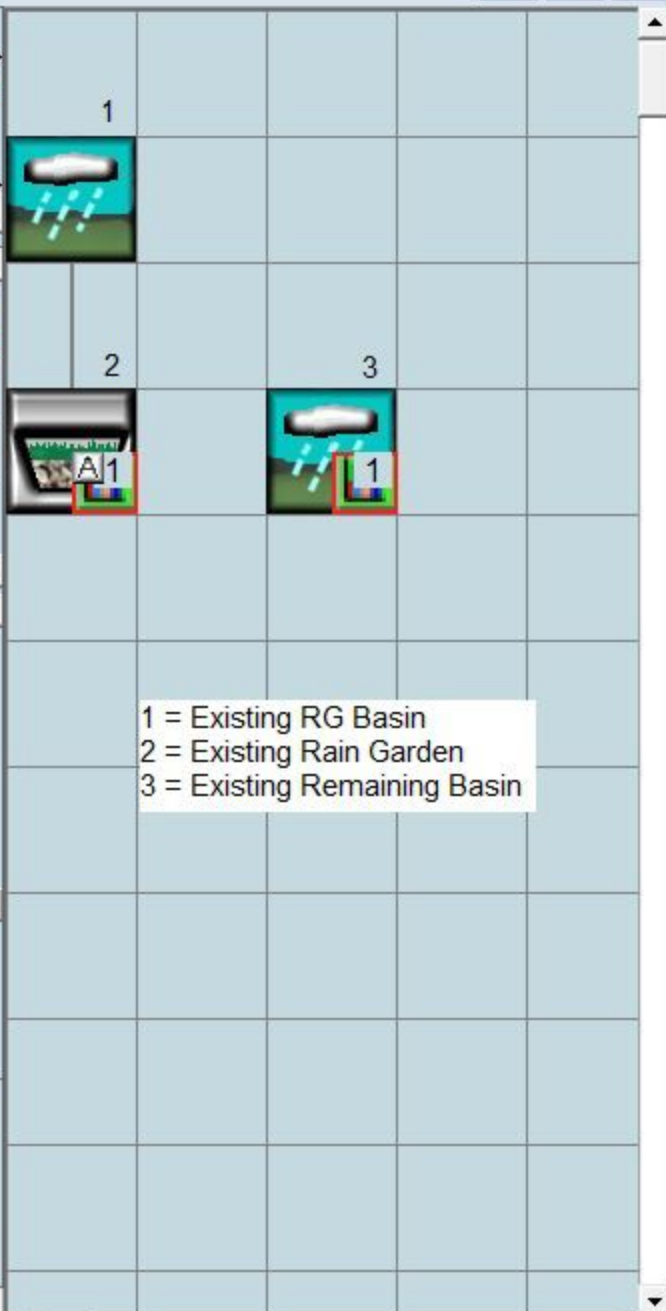 1
2
3
A 1
1
1 = Existing RG Basin
2 = Existing Rain Garden
3 = Existing Remaining Basin